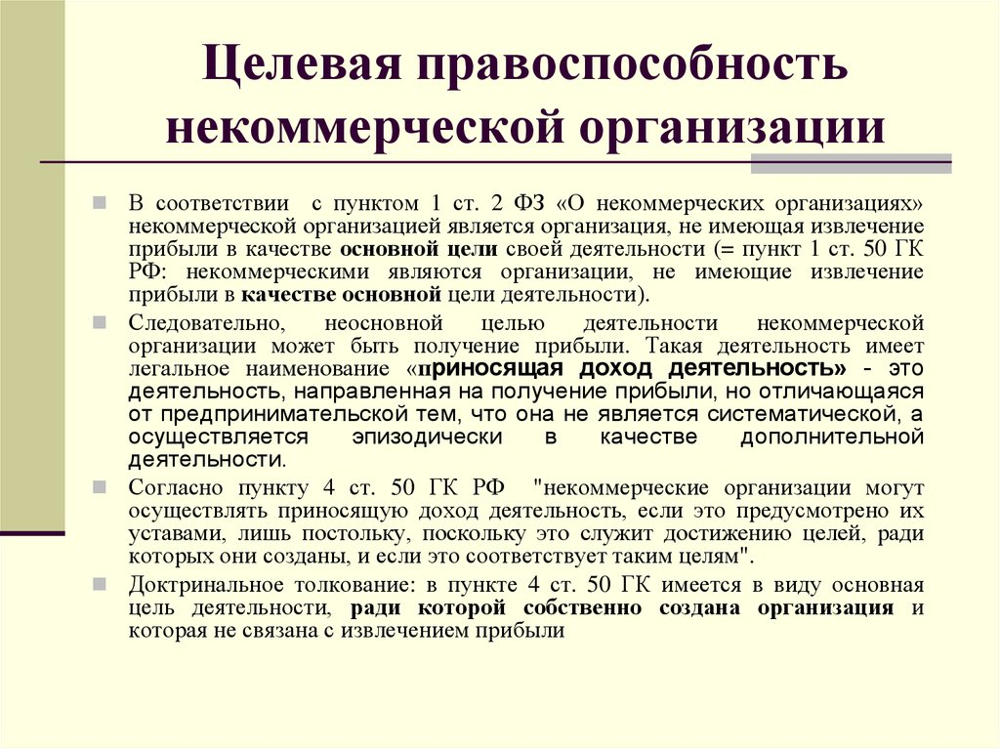 Целевая правоспособность
некоммерческой организации
В соответствии с пунктом 1 ст. 2 ФЗ «О некоммерческих организациях»
некоммерческой организацией является организация, не имеющая извлечение
прибыли в качестве основной цели своей деятельности (= пункт 1 ст. 50 ГК
РФ: некоммерческими являются организации, не имеющие извлечение
прибыли в качестве основной цели деятельности).
Следовательно, неосновной целью деятельности некоммерческой
организации может быть получение прибыли. Такая деятельность имеет
легальное наименование «приносящая доход деятельность» - это
деятельность, направленная на получение прибыли, но отличающаяся
от предпринимательской тем, что она не является систематической, а
осуществляется эпизодически в качестве дополнительной
деятельности.
Согласно пункту 4 ст. 50 ГК РФ "некоммерческие организации могут
осуществлять приносящую доход деятельность, если это предусмотрено их
уставами, лишь постольку, поскольку это служит достижению целей, ради
которых они созданы, и если это соответствует таким целям".
Доктринальное толкование: в пункте 4 ст. 50 ГК имеется в виду основная
цель деятельности, ради которой собственно создана организация и
которая не связана с извлечением прибыли